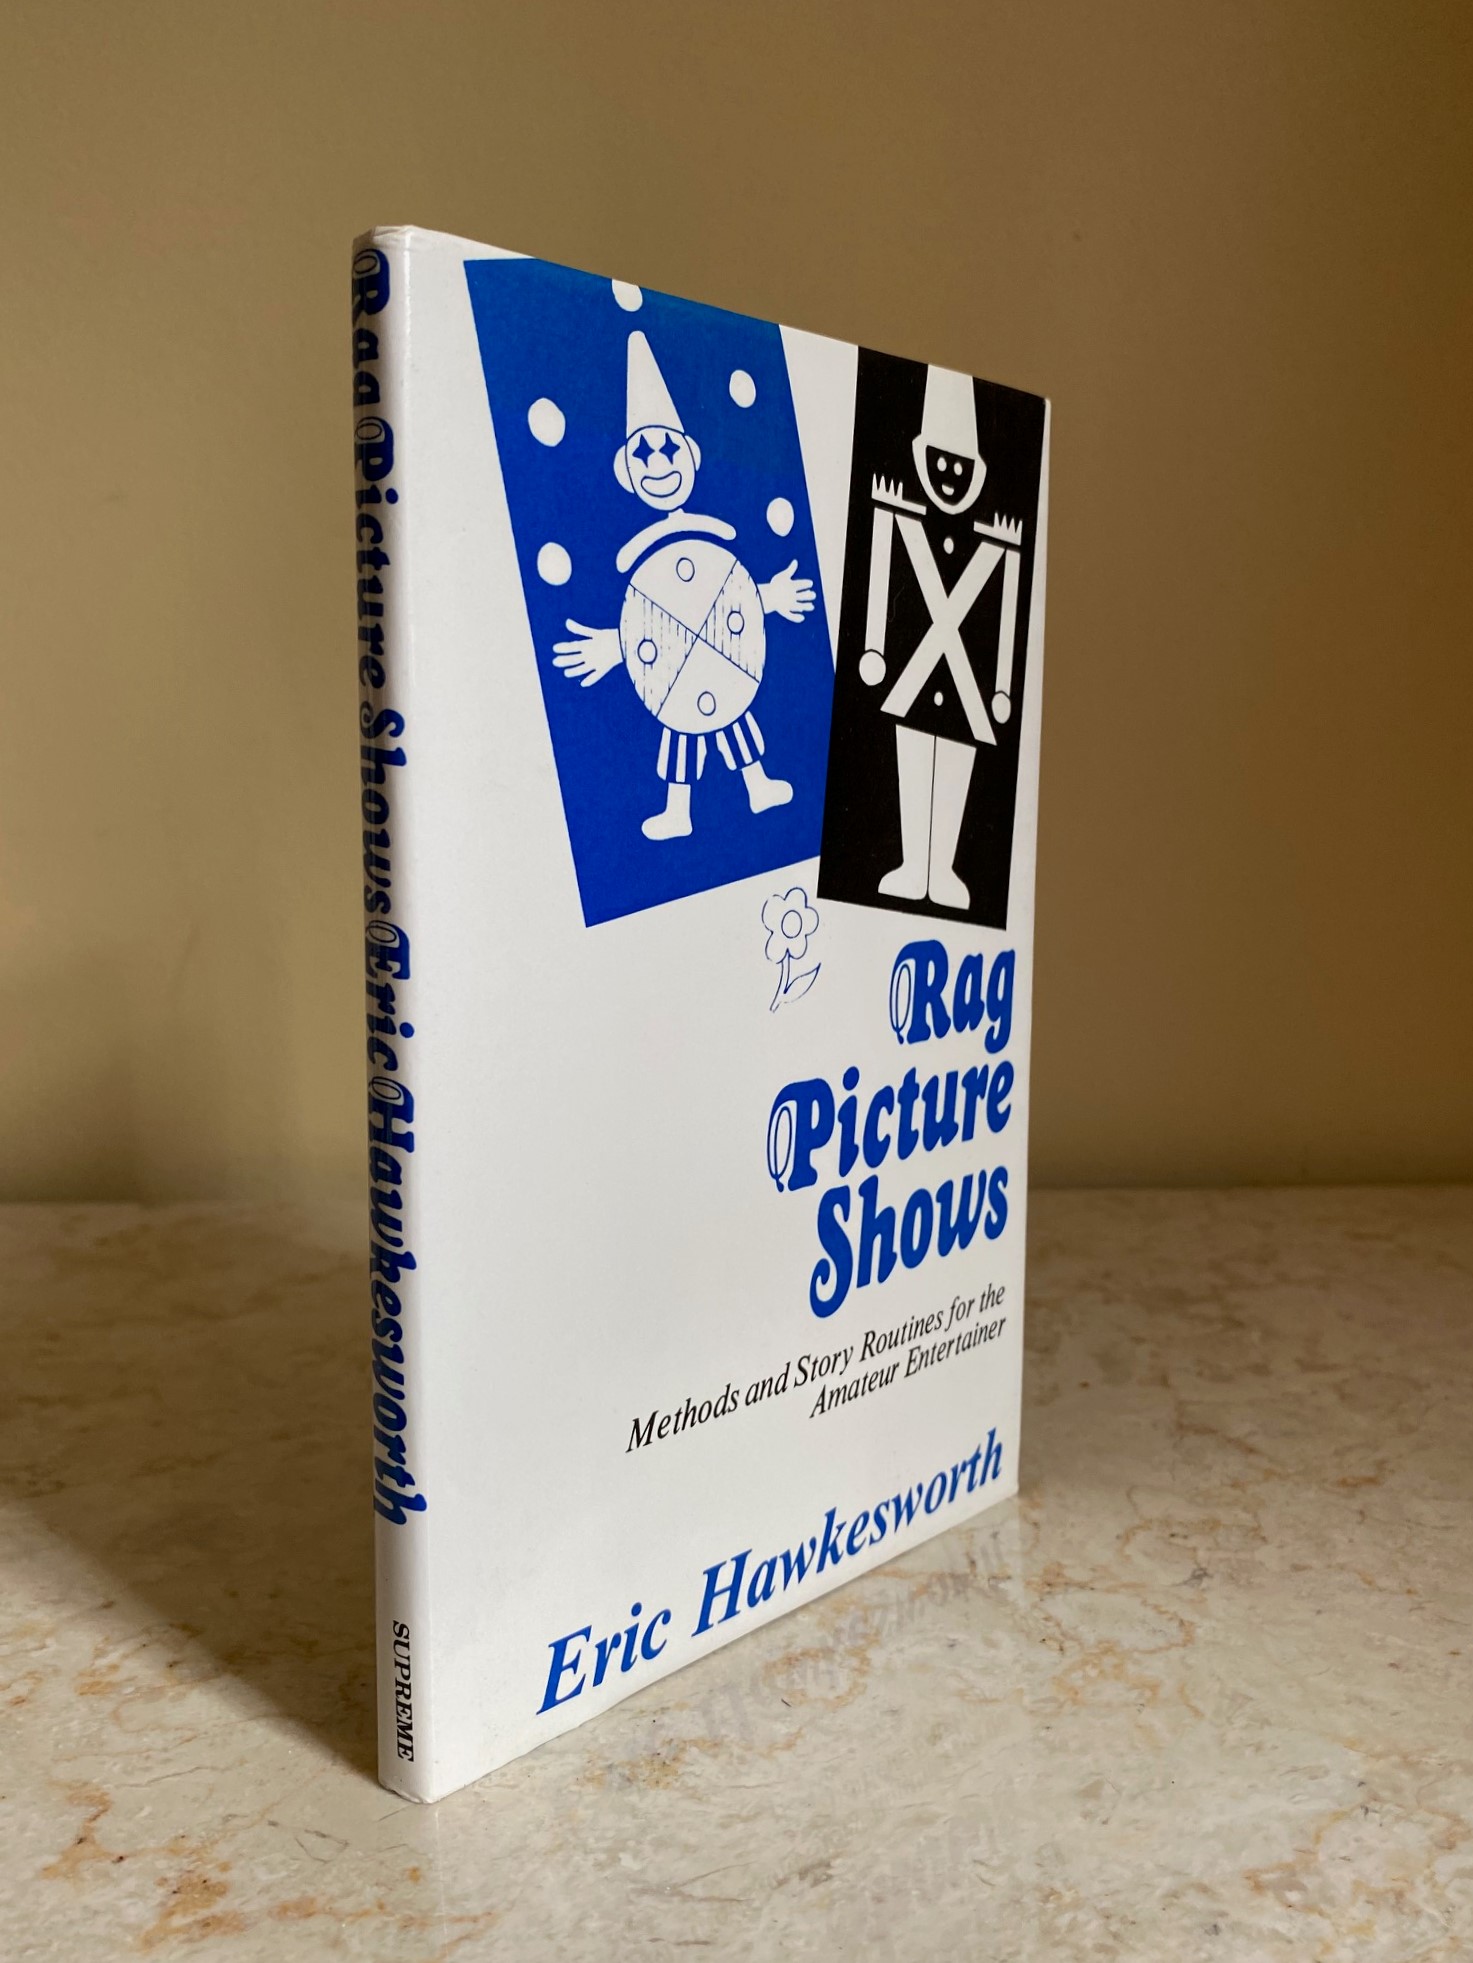 Rag Picture Shows Eric Hawkesworth
SUPREME
Rag
Picture
Shows
Methods and Story Routines for the
Amateur Entertainer
Eric Hawkesworth